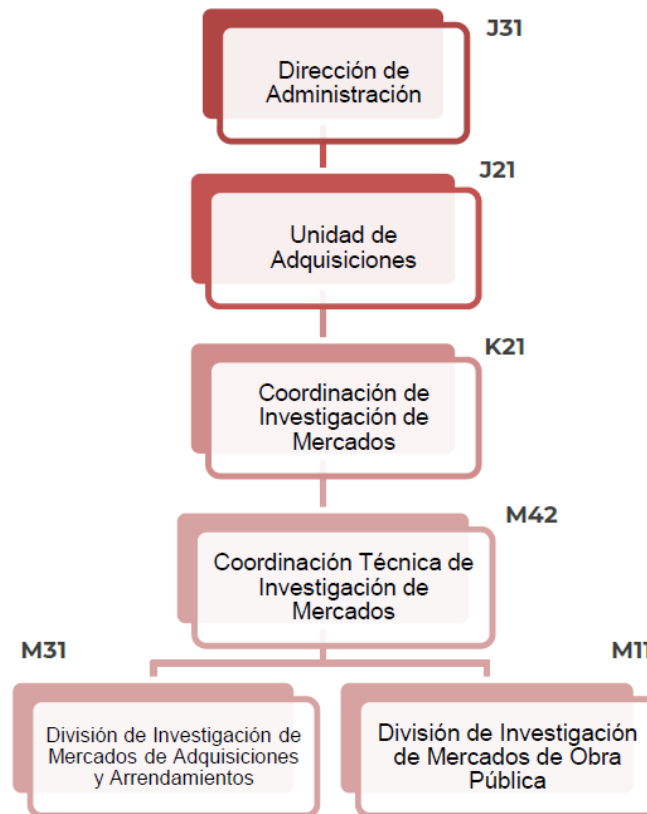 J31
Dirección de
Administración
J21
Unidad de
Adquisiciones
K21
Coordinación de
Investigación de
Mercados
M42
Coordinación Técnica de
Investigación de
Mercados
M31
División de Investigación de
Mercados de Adquisiciones
y Arrendamientos
M11
División de Investigación
de Mercados de Obra
Pública